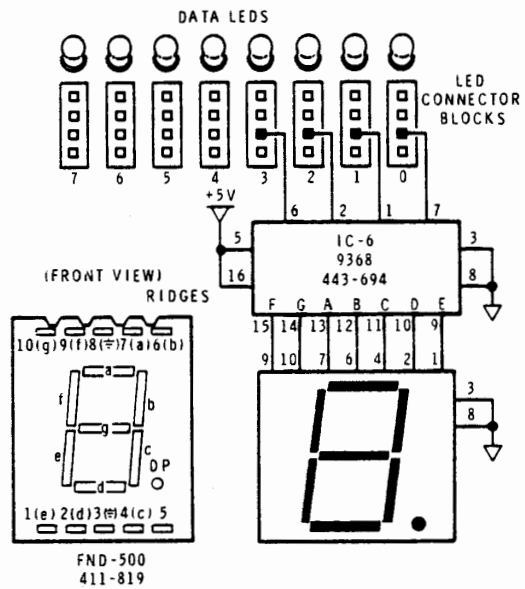 DATA LEDS
LED
CONNECTOR
BLOCKS
7 6 5 4 3 2 1 0
+5V
6 2 1 7
5 IC-6 3
9368
16 443-694 8
F G A B C D E
15 14 13 12 11 10 9
9 10 7 6 4 2 1
(FRONT VIEW)
RIDGES
10(g) 9(f) 8(⏚) 7(a) 6(b)
a
f b
g
e c
DP
d
1(e) 2(d) 3(⏚) 4(c) 5
FND-500
411-819
3
8